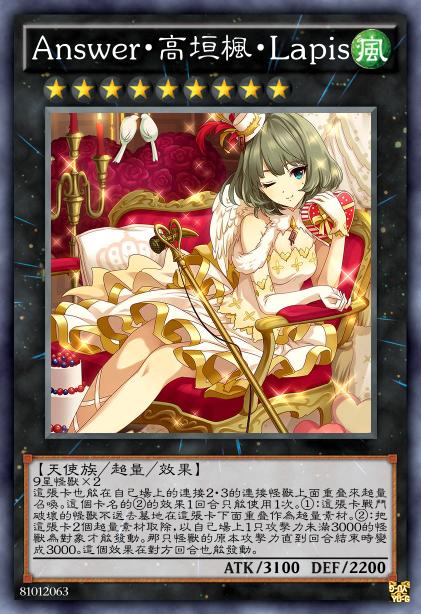 Answer・高垣楓・Lapis 風
【天使族/超量/效果】
9星怪獸×2
這張卡也能在自己場上的連接2・3的連接怪獸上面重疊來超量
召喚。這個卡名的②的效果1回合只能使用1次。①:這張卡戰鬥
破壞的怪獸不送去墓地在這張卡下面重疊作為超量素材。②:把
這張卡2個超量素材取除,以自己場上1只攻擊力未滿3000的怪獸
為對象才能發動。那只怪獸的原本攻擊力直到回合結束時變
成3000。這個效果在對方回合也能發動。
ATK/3100 DEF/2200
81012063